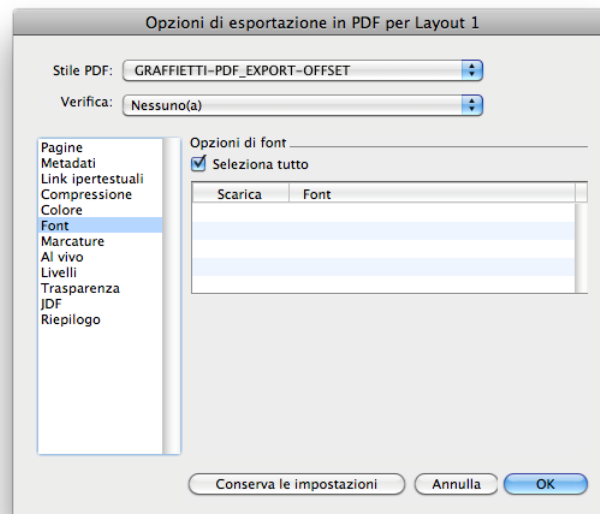 Opzioni di esportazione in PDF per Layout 1
Stile PDF: GRAFFIETTI-PDF_EXPORT-OFFSET
Verifica: Nessuno(a)
Pagine
Metadati
Link ipertestuali
Compressione
Colore
Font
Marcature
Al vivo
Livelli
Trasparenza
JDF
Riepilogo
Opzioni di font
Seleziona tutto
Scarica Font
Conserva le impostazioni Annulla OK